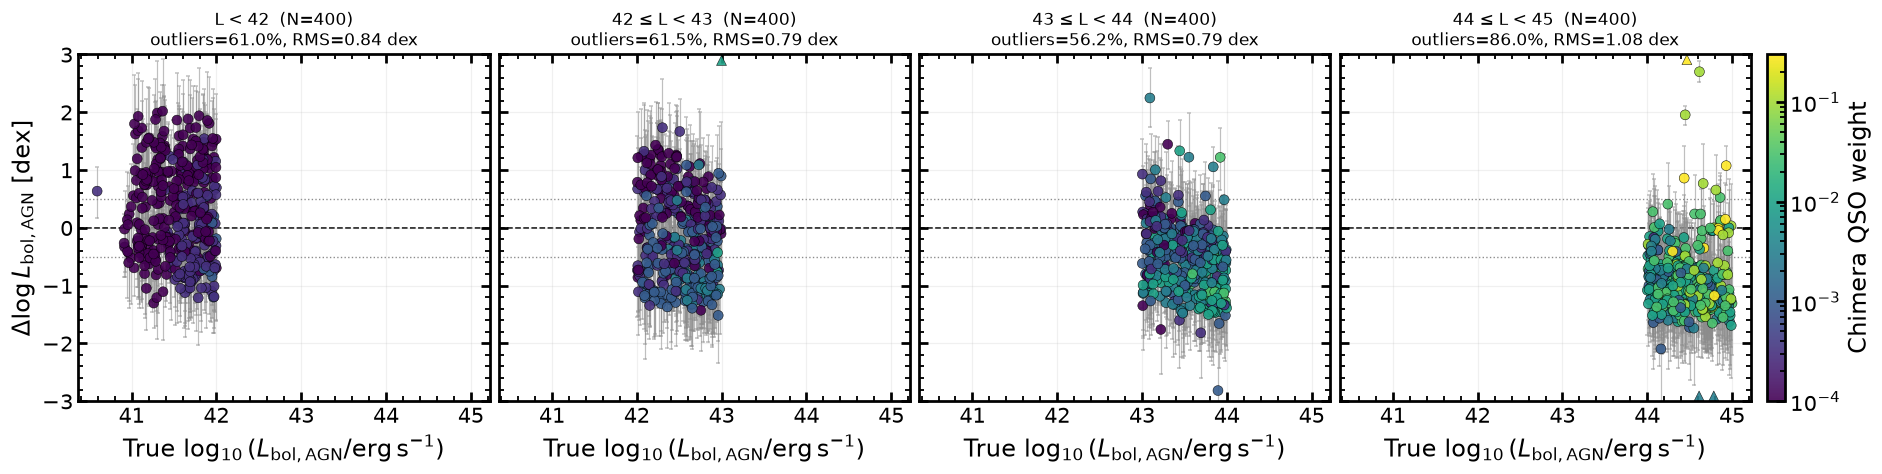 L < 42 (N=400)
outliers=61.0%, RMS=0.84 dex
42 ≤ L < 43 (N=400)
outliers=61.5%, RMS=0.79 dex
43 ≤ L < 44 (N=400)
outliers=56.2%, RMS=0.79 dex
44 ≤ L < 45 (N=400)
outliers=86.0%, RMS=1.08 dex
Δlog L_bol, AGN [dex]
3
2
1
0
−1
−2
−3
41 42 43 44 45
41 42 43 44 45
41 42 43 44 45
41 42 43 44 45
True log₁₀ (L_bol, AGN/erg s⁻¹)
True log₁₀ (L_bol, AGN/erg s⁻¹)
True log₁₀ (L_bol, AGN/erg s⁻¹)
True log₁₀ (L_bol, AGN/erg s⁻¹)
10⁻¹
10⁻²
10⁻³
10⁻⁴
Chimera QSO weight